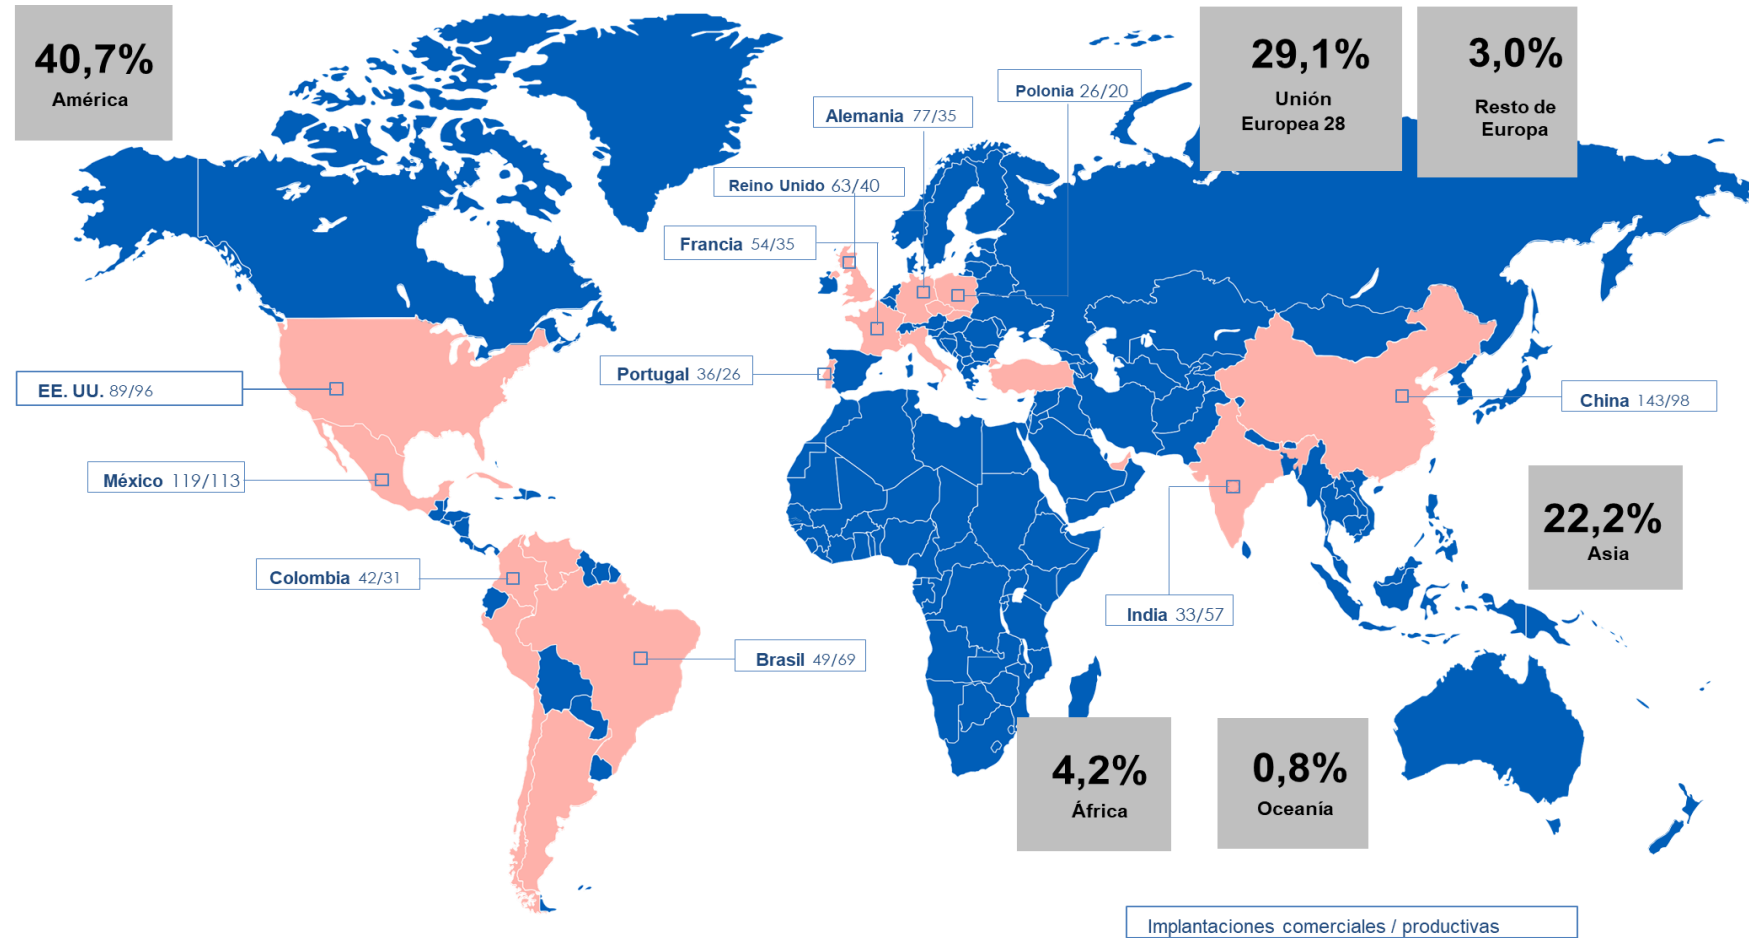 40,7%
América
29,1%
Unión
Europea 28
3,0%
Resto de
Europa
Polonia 26/20
Alemania 77/35
Reino Unido 63/40
Francia 54/35
Portugal 36/26
EE. UU. 89/96
China 143/98
México 119/113
22,2%
Asia
Colombia 42/31
India 33/57
Brasil 49/69
4,2%
África
0,8%
Oceanía
Implantaciones comerciales / productivas